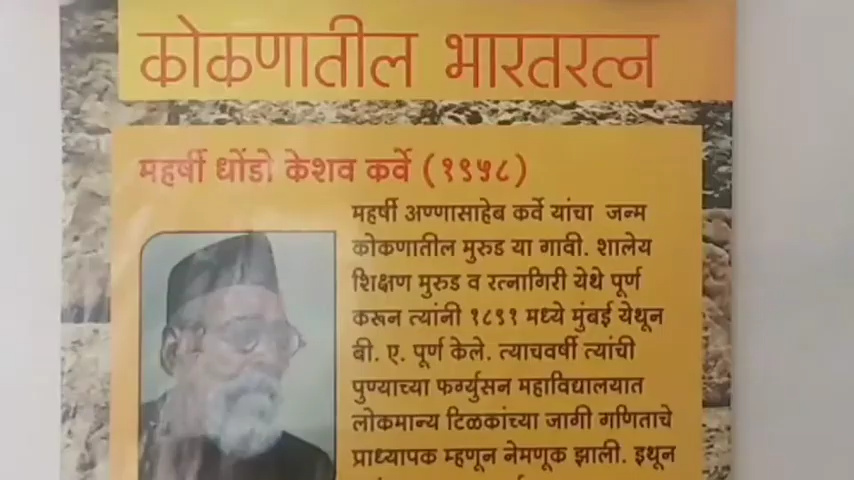 कोकणातील भारतरत्न
महर्षी धोंडो केशव कर्वे (१९५८)
महर्षी अण्णासाहेब कर्वे यांचा जन्म
कोकणातील मुरुड या गावी. शालेय
शिक्षण मुरुड व रत्नागिरी येथे पूर्ण
करून त्यांनी १८९१ मध्ये मुंबई येथून
बी. ए. पूर्ण केले. त्याचवर्षी त्यांची
पुण्याच्या फर्ग्युसन महाविद्यालयात
लोकमान्य टिळकांच्या जागी गणिताचे
प्राध्यापक म्हणून नेमणूक झाली. इथून